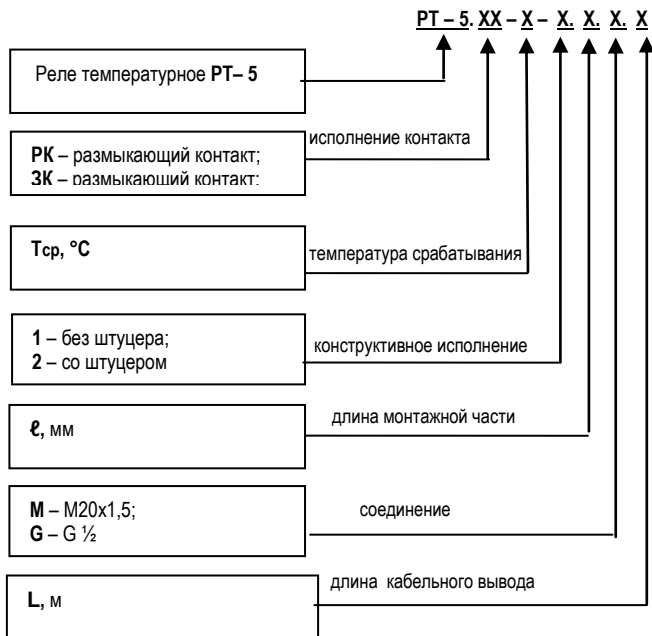 РТ – 5. ХХ – Х – Х. Х. Х. Х
Реле температурное РТ– 5
исполнение контакта
РК – размыкающий контакт;
ЗК – размыкающий контакт;
Тср, °С
температура срабатывания
1 – без штуцера;
2 – со штуцером
конструктивное исполнение
ℓ, мм
длина монтажной части
М – М20х1,5;
G – G ½
соединение
L, м
длина кабельного вывода